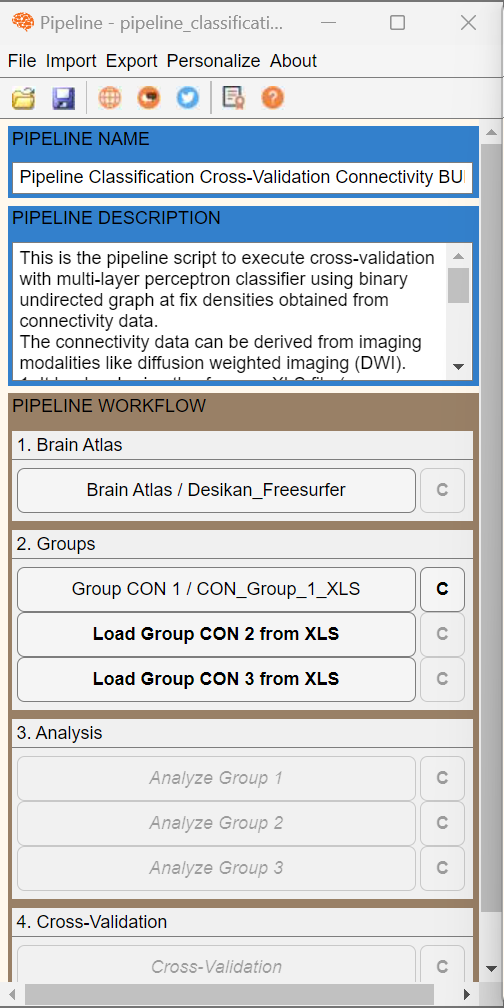 Pipeline - pipeline_classificati...
File Import Export Personalize About
PIPELINE NAME
Pipeline Classification Cross-Validation Connectivity BU
PIPELINE DESCRIPTION
This is the pipeline script to execute cross-validation
with multi-layer perceptron classifier using binary
undirected graph at fix densities obtained from
connectivity data.
The connectivity data can be derived from imaging
modalities like diffusion weighted imaging (DWI).
PIPELINE WORKFLOW
1. Brain Atlas
Brain Atlas / Desikan_Freesurfer C
2. Groups
Group CON 1 / CON_Group_1_XLS C
Load Group CON 2 from XLS C
Load Group CON 3 from XLS C
3. Analysis
Analyze Group 1 C
Analyze Group 2 C
Analyze Group 3 C
4. Cross-Validation
Cross-Validation C